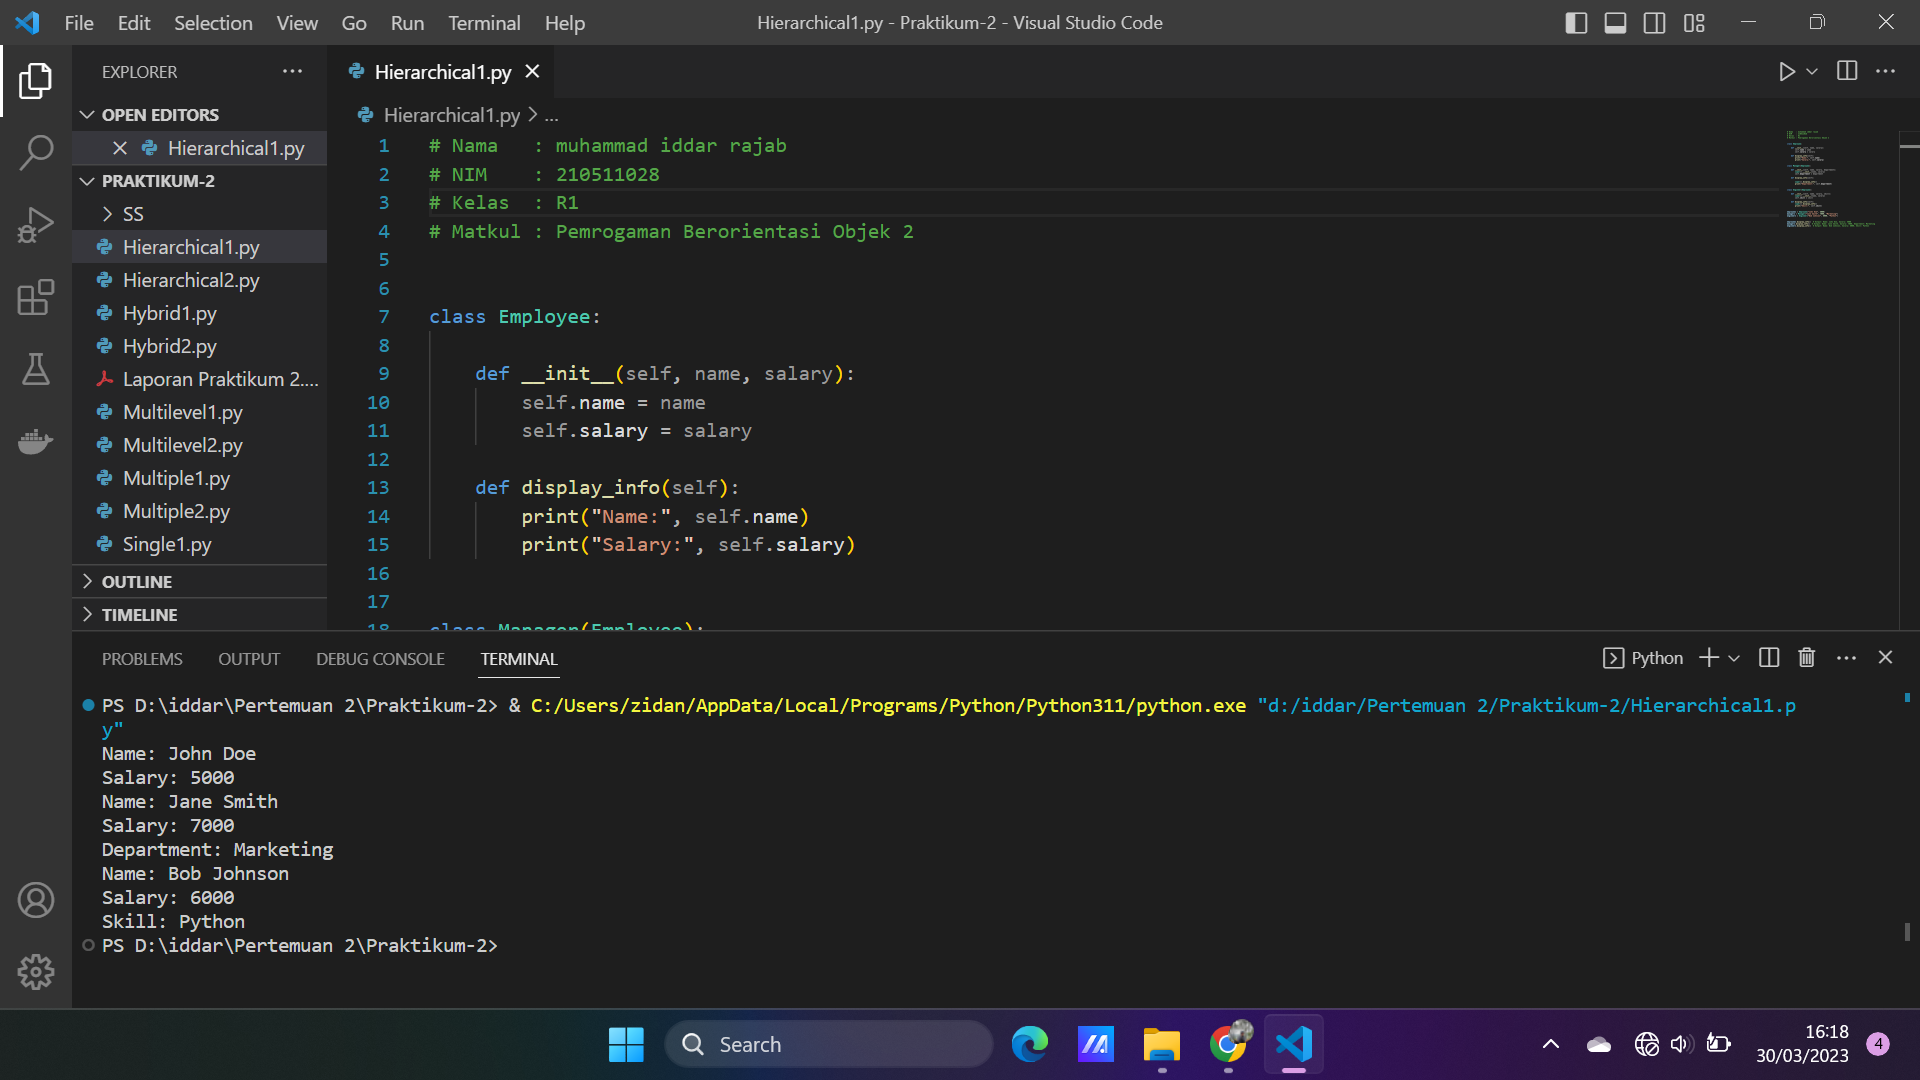 File Edit Selection View Go Run Terminal Help
Hierarchical1.py - Praktikum-2 - Visual Studio Code
EXPLORER
OPEN EDITORS
Hierarchical1.py
PRAKTIKUM-2
SS
Hierarchical1.py
Hierarchical2.py
Hybrid1.py
Hybrid2.py
Laporan Praktikum 2....
Multilevel1.py
Multilevel2.py
Multiple1.py
Multiple2.py
Single1.py
OUTLINE
TIMELINE
Hierarchical1.py
Hierarchical1.py > ...
1 # Nama   : muhammad iddar rajab
2 # NIM    : 210511028
3 # Kelas  : R1
4 # Matkul : Pemrogaman Berorientasi Objek 2
5
6
7 class Employee:
8
9     def __init__(self, name, salary):
10         self.name = name
11         self.salary = salary
12
13     def display_info(self):
14         print("Name:", self.name)
15         print("Salary:", self.salary)
16
17
18 class Manager(Employee):
PROBLEMS OUTPUT DEBUG CONSOLE TERMINAL
Python
PS D:\iddar\Pertemuan 2\Praktikum-2> & C:/Users/zidan/AppData/Local/Programs/Python/Python311/python.exe "d:/iddar/Pertemuan 2/Praktikum-2/Hierarchical1.p
y"
Name: John Doe
Salary: 5000
Name: Jane Smith
Salary: 7000
Department: Marketing
Name: Bob Johnson
Salary: 6000
Skill: Python
PS D:\iddar\Pertemuan 2\Praktikum-2>
Search
16:18
30/03/2023
4